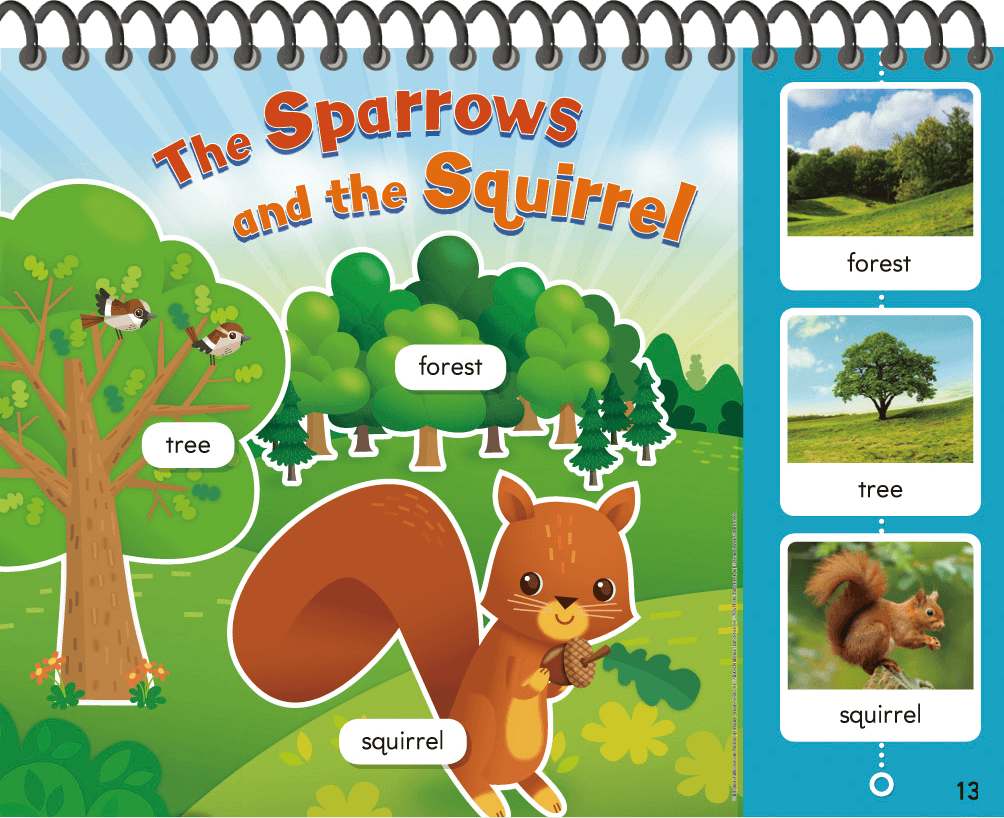 The Sparrows
and the Squirrel
forest
tree
squirrel
forest
tree
squirrel
13